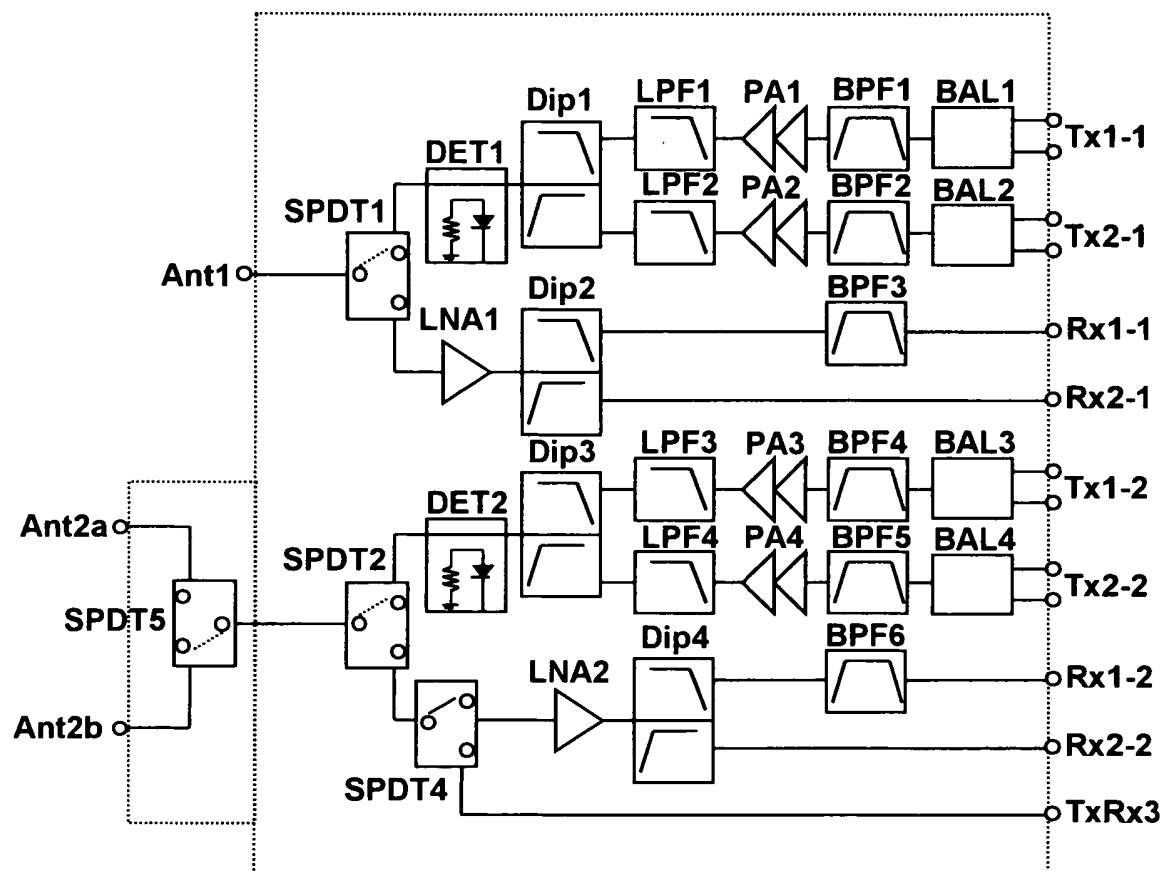 Dip1
LPF1
PA1
BPF1
BAL1
Tx1-1
DET1
SPDT1
LPF2
PA2
BPF2
BAL2
Tx2-1
Ant1
Dip2
BPF3
LNA1
Rx1-1
Rx2-1
Dip3
LPF3
PA3
BPF4
BAL3
Tx1-2
Ant2a
DET2
SPDT2
LPF4
PA4
BPF5
BAL4
Tx2-2
SPDT5
Dip4
BPF6
LNA2
Rx1-2
Ant2b
Rx2-2
SPDT4
TxRx3